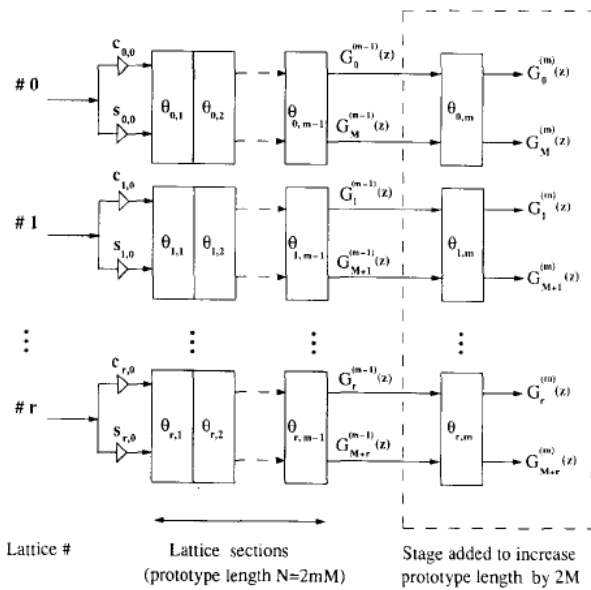 # 0
c0,0
s0,0
θ0,1
θ0,2
θ0,m-1
G0^(m-1)(z)
GM^(m-1)(z)
θ0,m
G0^(m)(z)
GM^(m)(z)
# 1
c1,0
s1,0
θ1,1
θ1,2
θ1,m-1
G1^(m-1)(z)
GM+1^(m-1)(z)
θ1,m
G1^(m)(z)
GM+1^(m)(z)
# r
cr,0
sr,0
θr,1
θr,2
θr,m-1
Gr^(m-1)(z)
GM+r^(m-1)(z)
θr,m
Gr^(m)(z)
GM+r^(m)(z)
Lattice #
Lattice sections
(prototype length N=2mM)
Stage added to increase
prototype length by 2M